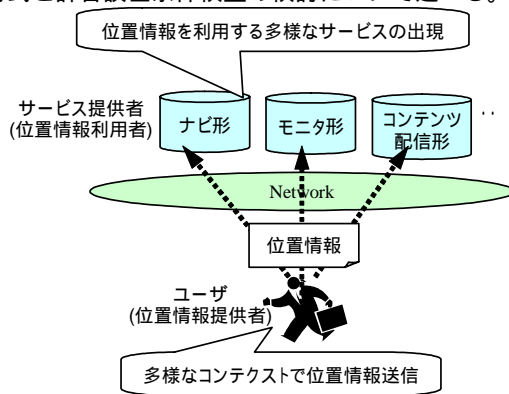 位置情報を利用する多様なサービスの出現
サービス提供者
(位置情報利用者)
ナビ形
モニタ形
コンテンツ
配信形
Network
位置情報
ユーザ
(位置情報提供者)
多様なコンテクストで位置情報送信